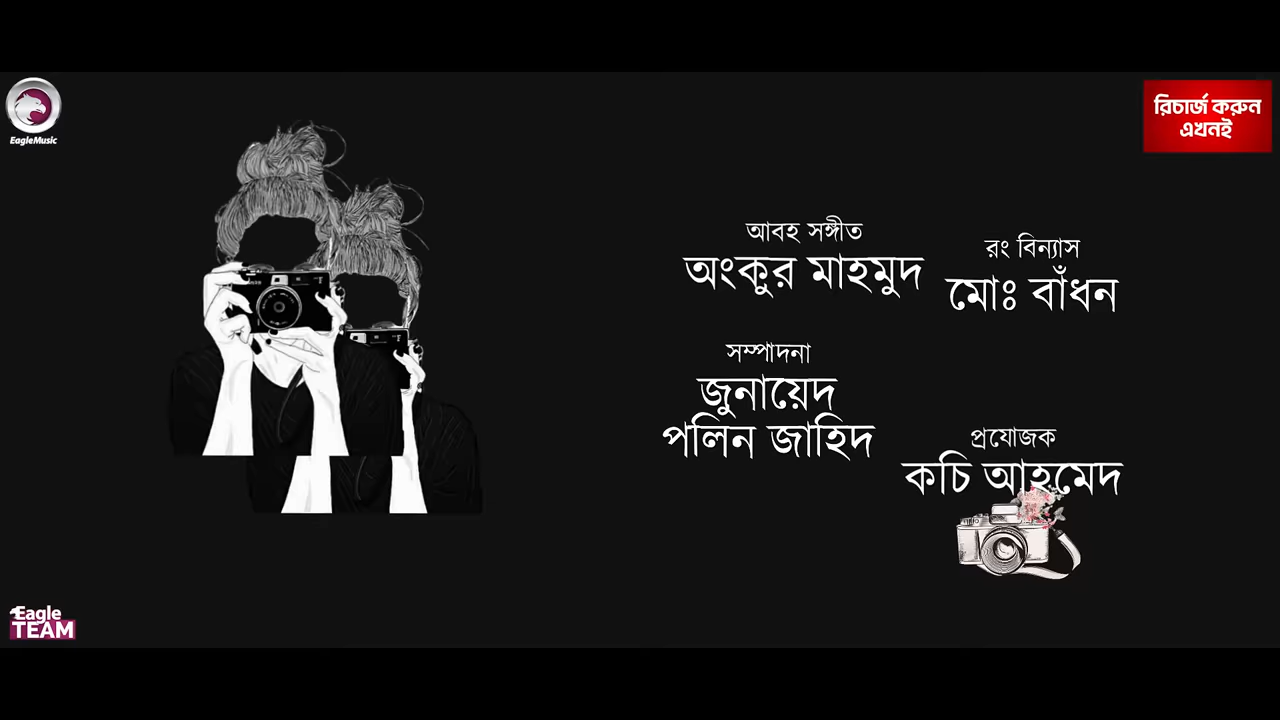 EagleMusic
রিচার্জ করুন
এখনই
আবহ সঙ্গীত
অংকুর মাহমুদ
রং বিন্যাস
মোঃ বাঁধন
সম্পাদনা
জুনায়েদ
পলিন জাহিদ
প্রযোজক
কচি আহমেদ
Eagle
TEAM